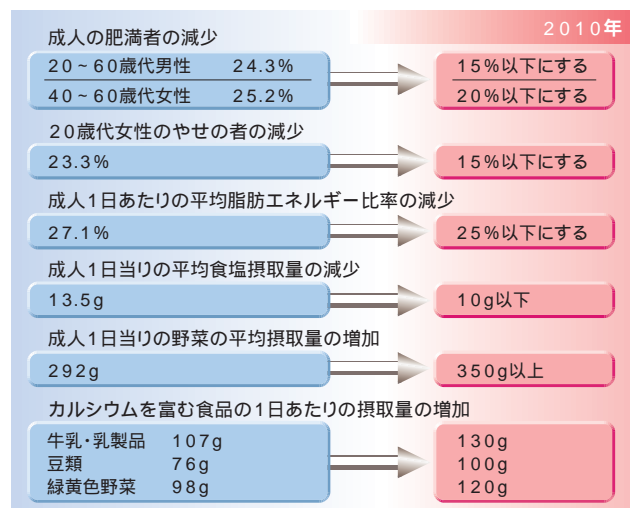 2010年
成人の肥満者の減少
20~60歳代男性 24.3% 15%以下にする
40~60歳代女性 25.2% 20%以下にする
20歳代女性のやせの者の減少
23.3% 15%以下にする
成人1日あたりの平均脂肪エネルギー比率の減少
27.1% 25%以下にする
成人1日当りの平均食塩摂取量の減少
13.5g 10g以下
成人1日当りの野菜の平均摂取量の増加
292g 350g以上
カルシウムを富む食品の1日あたりの摂取量の増加
牛乳・乳製品 107g 130g
豆類 76g 100g
緑黄色野菜 98g 120g